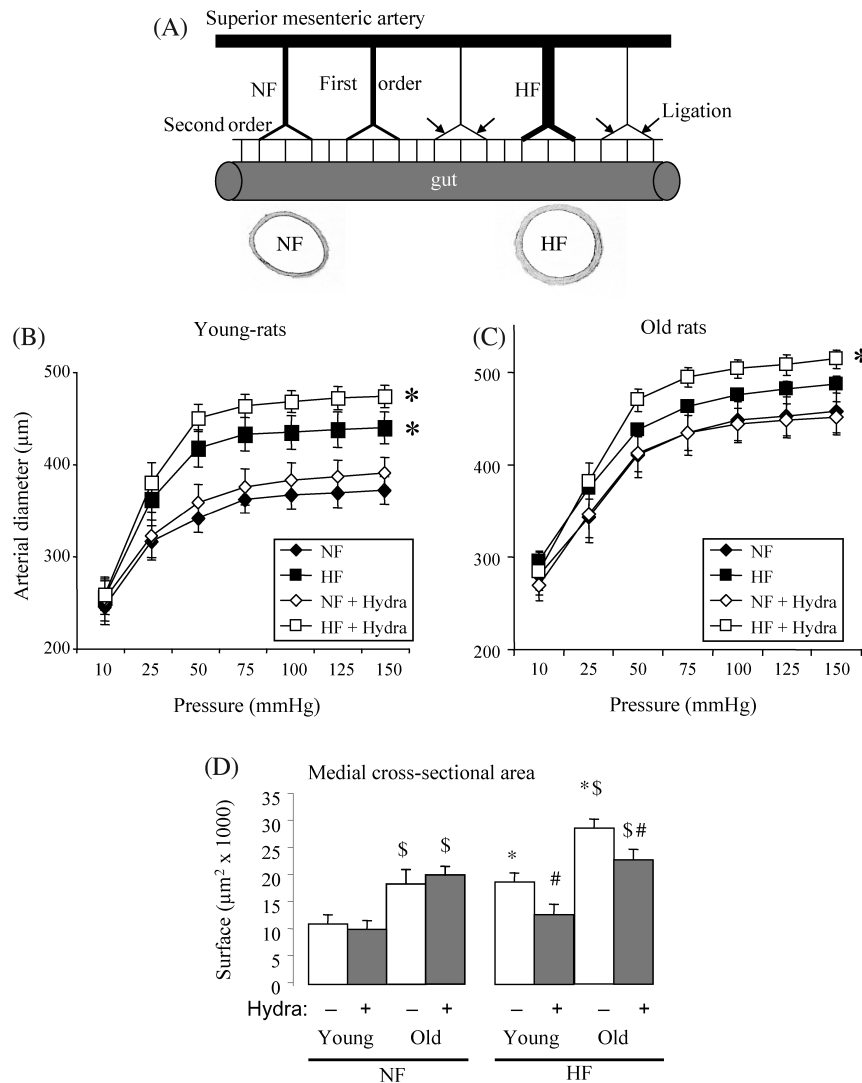 (A)
Superior mesenteric artery
NF
First order
HF
Second order
Ligation
gut
NF
HF
(B)
Young-rats
Arterial diameter (µm)
500
400
300
200
NF
HF
NF + Hydra
HF + Hydra
*
*
10 25 50 75 100 125 150
Pressure (mmHg)
(C)
Old rats
500
400
300
200
NF
HF
NF + Hydra
HF + Hydra
*
10 25 50 75 100 125 150
Pressure (mmHg)
(D)
Medial cross-sectional area
Surface (µm² x 1000)
35
30
25
20
15
10
5
0
$ $ * # *$ $#
Hydra: – + – + – + – +
Young Old Young Old
NF HF